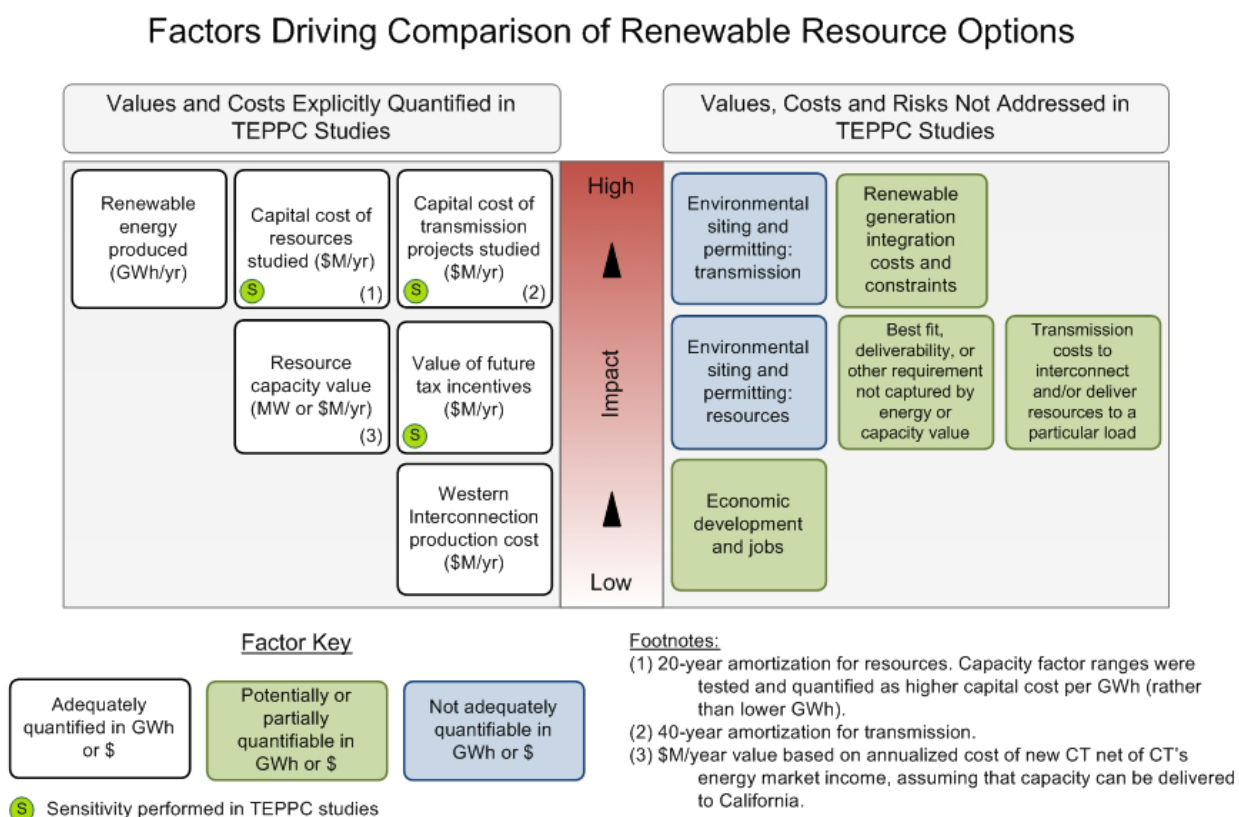 Factors Driving Comparison of Renewable Resource Options
Values and Costs Explicitly Quantified in
TEPPC Studies
Values, Costs and Risks Not Addressed in
TEPPC Studies
Renewable
energy
produced
(GWh/yr)
Capital cost of
resources
studied ($M/yr)
S
(1)
Capital cost of
transmission
projects studied
($M/yr)
S
(2)
Resource
capacity value
(MW or $M/yr)
(3)
Value of future
tax incentives
($M/yr)
S
Western
Interconnection
production cost
($M/yr)
High
Impact
Low
Environmental
siting and
permitting:
transmission
Renewable
generation
integration
costs and
constraints
Environmental
siting and
permitting:
resources
Best fit,
deliverability, or
other requirement
not captured by
energy or
capacity value
Transmission
costs to
interconnect
and/or deliver
resources to a
particular load
Economic
development
and jobs
Factor Key
Adequately
quantified in GWh
or $
Potentially or
partially
quantifiable in
GWh or $
Not adequately
quantifiable in
GWh or $
S Sensitivity performed in TEPPC studies
Footnotes:
(1) 20-year amortization for resources. Capacity factor ranges were
tested and quantified as higher capital cost per GWh (rather
than lower GWh).
(2) 40-year amortization for transmission.
(3) $M/year value based on annualized cost of new CT net of CT's
energy market income, assuming that capacity can be delivered
to California.